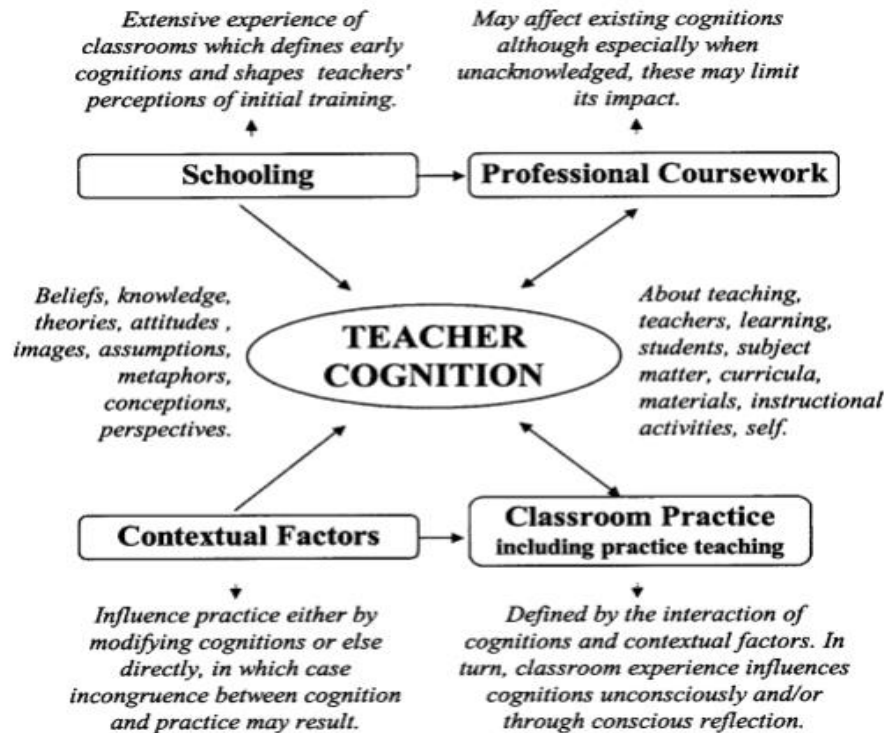 Extensive experience of
classrooms which defines early
cognitions and shapes teachers'
perceptions of initial training.
May affect existing cognitions
although especially when
unacknowledged, these may limit
its impact.
Schooling
Professional Coursework
Beliefs, knowledge,
theories, attitudes ,
images, assumptions,
metaphors,
conceptions,
perspectives.
TEACHER
COGNITION
About teaching,
teachers, learning,
students, subject
matter, curricula,
materials, instructional
activities, self.
Contextual Factors
Classroom Practice
including practice teaching
Influence practice either by
modifying cognitions or else
directly, in which case
incongruence between cognition
and practice may result.
Defined by the interaction of
cognitions and contextual factors. In
turn, classroom experience influences
cognitions unconsciously and/or
through conscious reflection.